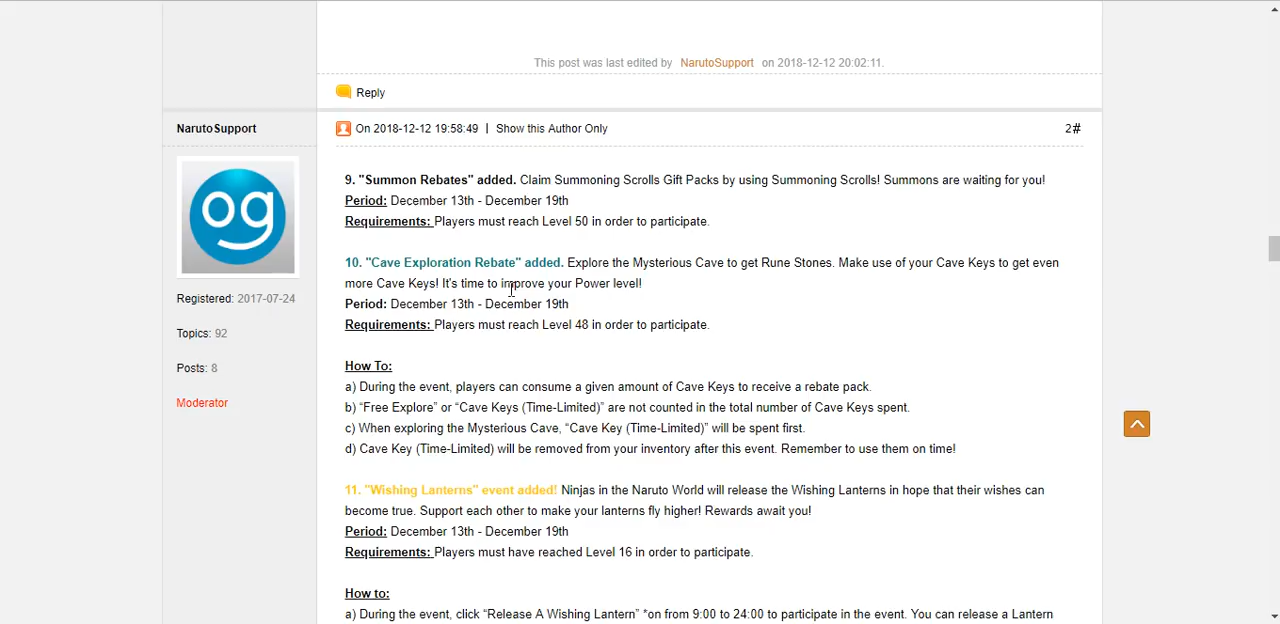 This post was last edited by NarutoSupport on 2018-12-12 20:02:11.
Reply
NarutoSupport
On 2018-12-12 19:58:49 | Show this Author Only
2#
og
Registered: 2017-07-24
Topics: 92
Posts: 8
Moderator
9. "Summon Rebates" added. Claim Summoning Scrolls Gift Packs by using Summoning Scrolls! Summons are waiting for you!
Period: December 13th - December 19th
Requirements: Players must reach Level 50 in order to participate.
10. "Cave Exploration Rebate" added. Explore the Mysterious Cave to get Rune Stones. Make use of your Cave Keys to get even
more Cave Keys! It's time to improve your Power level!
Period: December 13th - December 19th
Requirements: Players must reach Level 48 in order to participate.
How To:
a) During the event, players can consume a given amount of Cave Keys to receive a rebate pack.
b) “Free Explore” or “Cave Keys (Time-Limited)” are not counted in the total number of Cave Keys spent.
c) When exploring the Mysterious Cave, “Cave Key (Time-Limited)” will be spent first.
d) Cave Key (Time-Limited) will be removed from your inventory after this event. Remember to use them on time!
11. "Wishing Lanterns" event added! Ninjas in the Naruto World will release the Wishing Lanterns in hope that their wishes can
become true. Support each other to make your lanterns fly higher! Rewards await you!
Period: December 13th - December 19th
Requirements: Players must have reached Level 16 in order to participate.
How to:
a) During the event, click “Release A Wishing Lantern” *on from 9:00 to 24:00 to participate in the event. You can release a Lantern